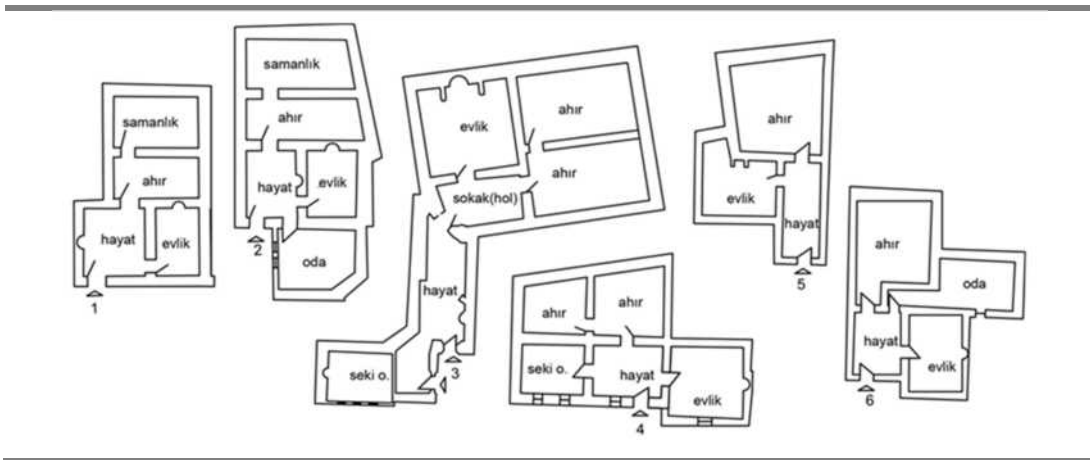 samanlık
ahır
hayat
evlik
1
samanlık
ahır
hayat
evlik
oda
2
evlik
ahır
ahır
sokak(hol)
hayat
seki o.
3
ahır
ahır
seki o.
hayat
evlik
4
ahır
evlik
hayat
5
ahır
oda
hayat
evlik
6